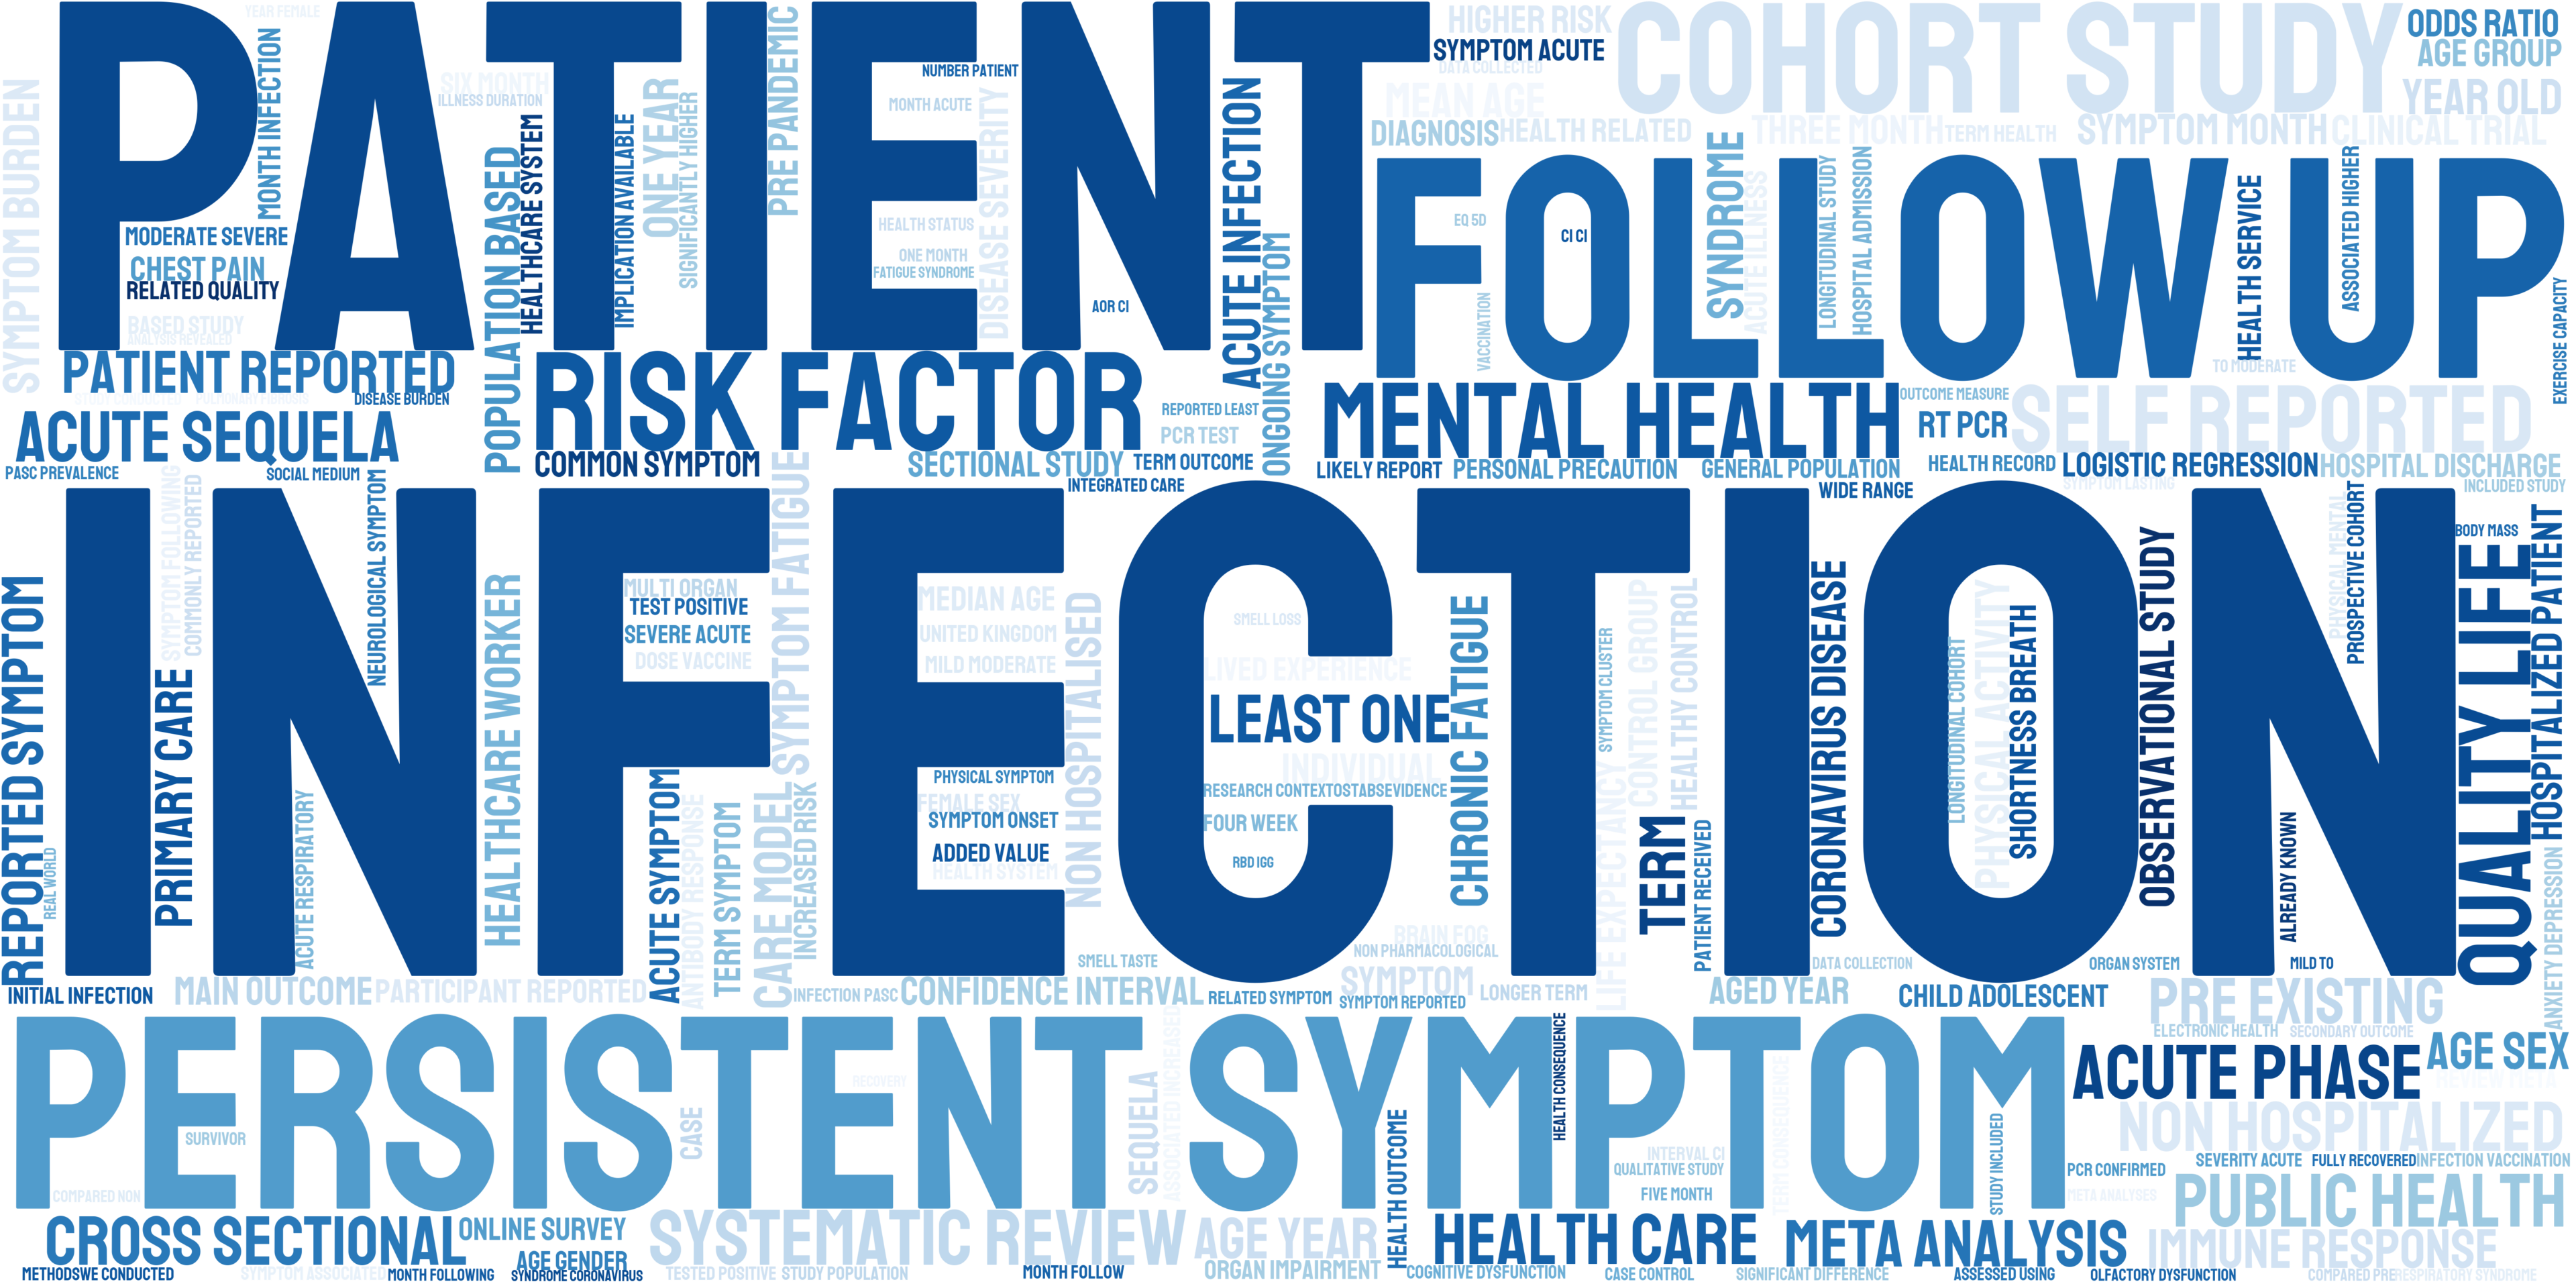 YEAR FEMALE
PATIENT
HIGHER RISK
SYMPTOM ACUTE
DATA COLLECTED
COHORT STUDY
ODDS RATIO
AGE GROUP
YEAR OLD
MEAN AGE
DIAGNOSIS
HEALTH RELATED
THREE MONTH
TERM HEALTH
SYMPTOM MONTH
CLINICAL TRIAL
SYMPTOM BURDEN
MONTH INFECTION
SIX MONTH
ILLNESS DURATION
PRE PANDEMIC
NUMBER PATIENT
MONTH ACUTE
DISEASE SEVERITY
ONE YEAR
SIGNIFICANTLY HIGHER
IMPLICATION AVAILABLE
HEALTHCARE SYSTEM
POPULATION BASED
MODERATE SEVERE
CHEST PAIN
RELATED QUALITY
BASED STUDY
ANALYSIS REVEALED
HEALTH STATUS
ONE MONTH
FATIGUE SYNDROME
AOR CI
ACUTE INFECTION
ONGOING SYMPTOM
FOLLOW UP
EQ 5D
CI CI
VACCINATION
SYNDROME
ACUTE ILLNESS
LONGITUDINAL STUDY
HOSPITAL ADMISSION
HEALTH SERVICE
ASSOCIATED HIGHER
TO MODERATE
EXERCISE CAPACITY
PATIENT REPORTED
STUDY CONDUCTED
PULMONARY FIBROSIS
DISEASE BURDEN
RISK FACTOR
MENTAL HEALTH
OUTCOME MEASURE
RT PCR
SELF REPORTED
ACUTE SEQUELA
REPORTED LEAST
PCR TEST
PASC PREVALENCE
SOCIAL MEDIUM
COMMON SYMPTOM
SECTIONAL STUDY
TERM OUTCOME
INTEGRATED CARE
LIKELY REPORT
PERSONAL PRECAUTION
GENERAL POPULATION
WIDE RANGE
HEALTH RECORD
LOGISTIC REGRESSION
HOSPITAL DISCHARGE
SYMPTOM LASTING
INCLUDED STUDY
INFECTION
SYMPTOM FOLLOWING
COMMONLY REPORTED
NEUROLOGICAL SYMPTOM
REPORTED SYMPTOM
REAL WORLD
PRIMARY CARE
ACUTE RESPIRATORY
HEALTHCARE WORKER
MULTI ORGAN
TEST POSITIVE
SEVERE ACUTE
DOSE VACCINE
SYMPTOM FATIGUE
ACUTE SYMPTOM
ANTIBODY RESPONSE
TERM SYMPTOM
CARE MODEL
INCREASED RISK
MEDIAN AGE
UNITED KINGDOM
MILD MODERATE
PHYSICAL SYMPTOM
FEMALE SEX
SYMPTOM ONSET
ADDED VALUE
HEALTH SYSTEM
NON HOSPITALISED
SMELL LOSS
LIVED EXPERIENCE
LEAST ONE
INDIVIDUAL
RESEARCH CONTEXTOSTABSEVIDENCE
FOUR WEEK
RBD IGG
CHRONIC FATIGUE
SYMPTOM CLUSTER
LIFE EXPECTANCY
CONTROL GROUP
HEALTHY CONTROL
TERM
PATIENT RECEIVED
CORONAVIRUS DISEASE
LONGITUDINAL COHORT
PHYSICAL ACTIVITY
SHORTNESS BREATH
OBSERVATIONAL STUDY
ALREADY KNOWN
PHYSICAL MENTAL
PROSPECTIVE COHORT
BODY MASS
QUALITY LIFE
HOSPITALIZED PATIENT
ANXIETY DEPRESSION
BRAIN FOG
NON PHARMACOLOGICAL
SMELL TASTE
DATA COLLECTION
ORGAN SYSTEM
MILD TO
INITIAL INFECTION
MAIN OUTCOME
PARTICIPANT REPORTED
INFECTION PASC
CONFIDENCE INTERVAL
RELATED SYMPTOM
SYMPTOM
SYMPTOM REPORTED
LONGER TERM
AGED YEAR
CHILD ADOLESCENT
PRE EXISTING
ELECTRONIC HEALTH
SECONDARY OUTCOME
PERSISTENT SYMPTOM
RECOVERY
SURVIVOR
COMPARED NON
CASE
SEQUELA
ASSOCIATED INCREASED
HEALTH OUTCOME
HEALTH CONSEQUENCE
INTERVAL CI
QUALITATIVE STUDY
FIVE MONTH
TERM CONSEQUENCE
STUDY INCLUDED
ACUTE PHASE
AGE SEX
REVIEW META
NON HOSPITALIZED
PCR CONFIRMED
SEVERITY ACUTE
FULLY RECOVERED
INFECTION VACCINATION
META ANALYSES
PUBLIC HEALTH
CROSS SECTIONAL
ONLINE SURVEY
AGE GENDER
SYSTEMATIC REVIEW
AGE YEAR
HEALTH CARE
META ANALYSIS
IMMUNE RESPONSE
METHODSWE CONDUCTED
SYMPTOM ASSOCIATED
MONTH FOLLOWING
SYNDROME CORONAVIRUS
TESTED POSITIVE
STUDY POPULATION
MONTH FOLLOW
ORGAN IMPAIRMENT
COGNITIVE DYSFUNCTION
CASE CONTROL
SIGNIFICANT DIFFERENCE
ASSESSED USING
OLFACTORY DYSFUNCTION
COMPARED PRE
RESPIRATORY SYNDROME